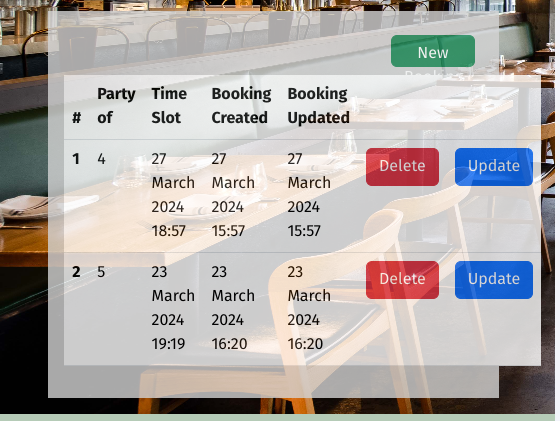 New
Party Time Booking Booking
# of Slot Created Updated
1 4 27 27 27 Delete Update
March March March
2024 2024 2024
18:57 15:57 15:57
2 5 23 23 23 Delete Update
March March March
2024 2024 2024
19:19 16:20 16:20